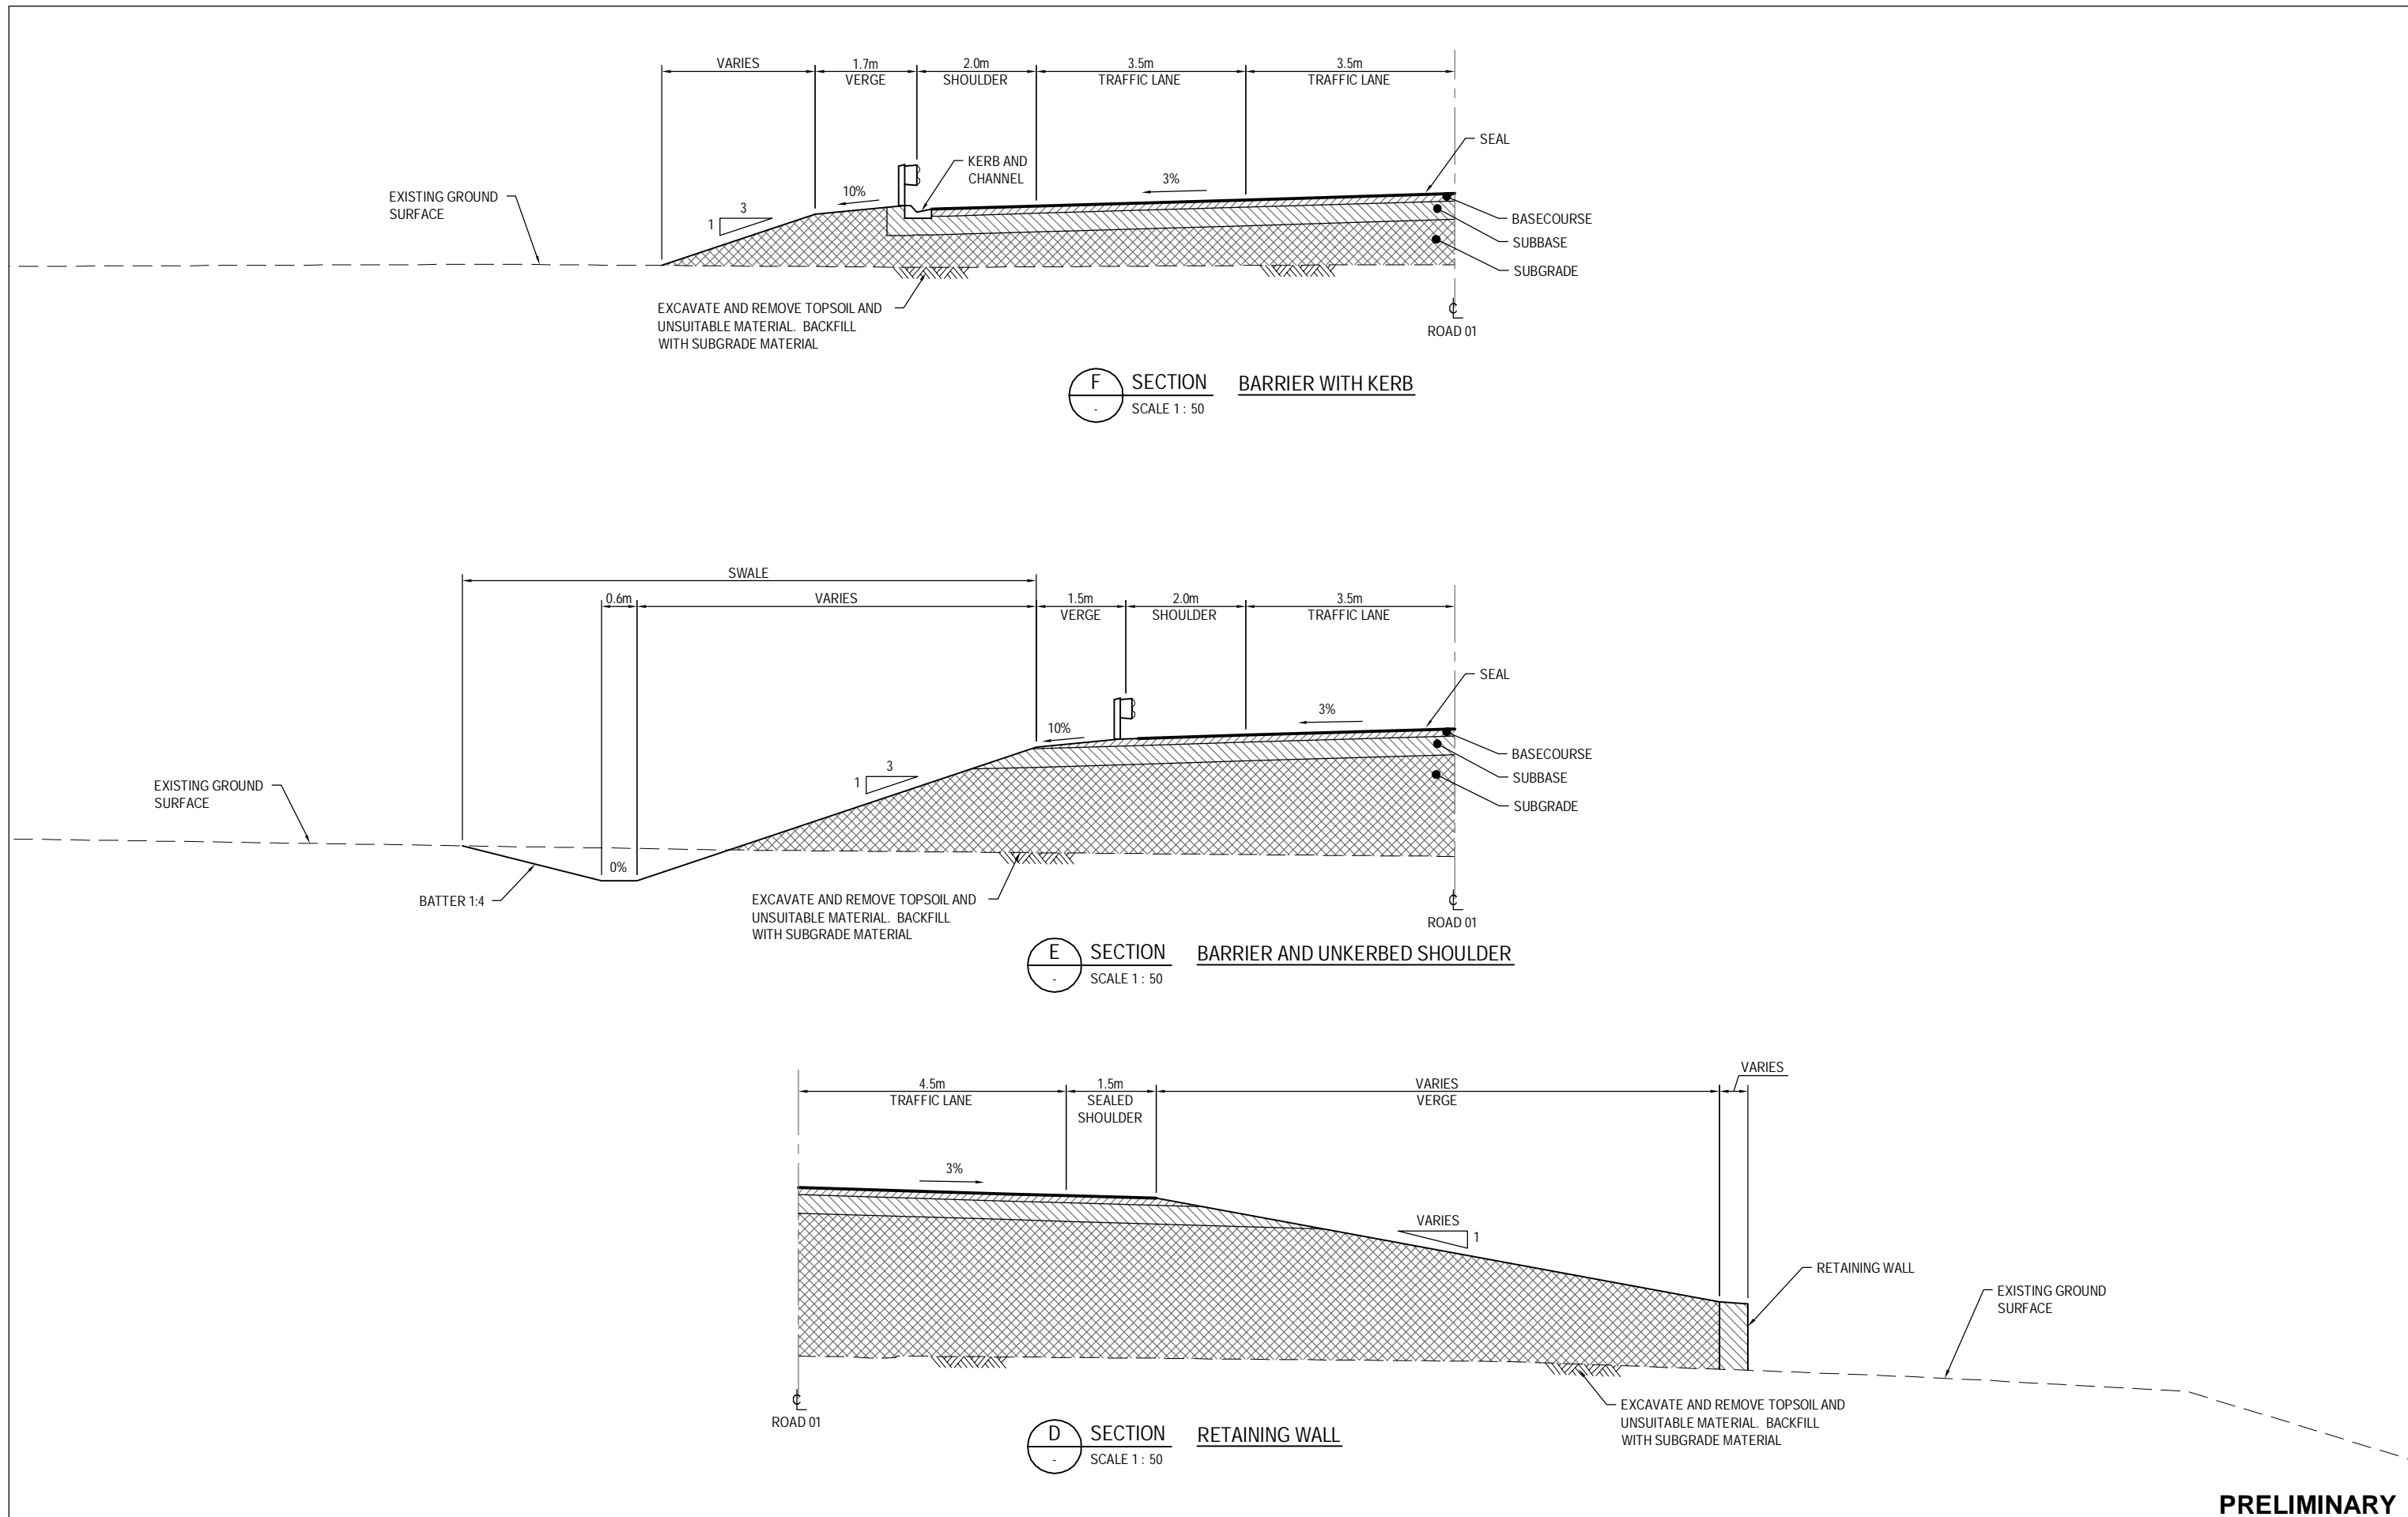 VARIES
1.7m
VERGE
2.0m
SHOULDER
3.5m
TRAFFIC LANE
3.5m
TRAFFIC LANE
SEAL
KERB AND
CHANNEL
3%
10%
EXISTING GROUND
SURFACE
3
1
BASECOURSE
SUBBASE
SUBGRADE
EXCAVATE AND REMOVE TOPSOIL AND
UNSUITABLE MATERIAL. BACKFILL
WITH SUBGRADE MATERIAL
ROAD 01
F
-
SECTION
SCALE 1 : 50
BARRIER WITH KERB
SWALE
0.6m
VARIES
1.5m
VERGE
2.0m
SHOULDER
3.5m
TRAFFIC LANE
SEAL
3%
10%
BASECOURSE
SUBBASE
SUBGRADE
3
1
EXISTING GROUND
SURFACE
0%
BATTER 1:4
EXCAVATE AND REMOVE TOPSOIL AND
UNSUITABLE MATERIAL. BACKFILL
WITH SUBGRADE MATERIAL
ROAD 01
E
-
SECTION
SCALE 1 : 50
BARRIER AND UNKERBED SHOULDER
4.5m
TRAFFIC LANE
1.5m
SEALED
SHOULDER
VARIES
VERGE
VARIES
3%
VARIES
1
RETAINING WALL
EXISTING GROUND
SURFACE
EXCAVATE AND REMOVE TOPSOIL AND
UNSUITABLE MATERIAL. BACKFILL
WITH SUBGRADE MATERIAL
ROAD 01
D
-
SECTION
SCALE 1 : 50
RETAINING WALL
PRELIMINARY